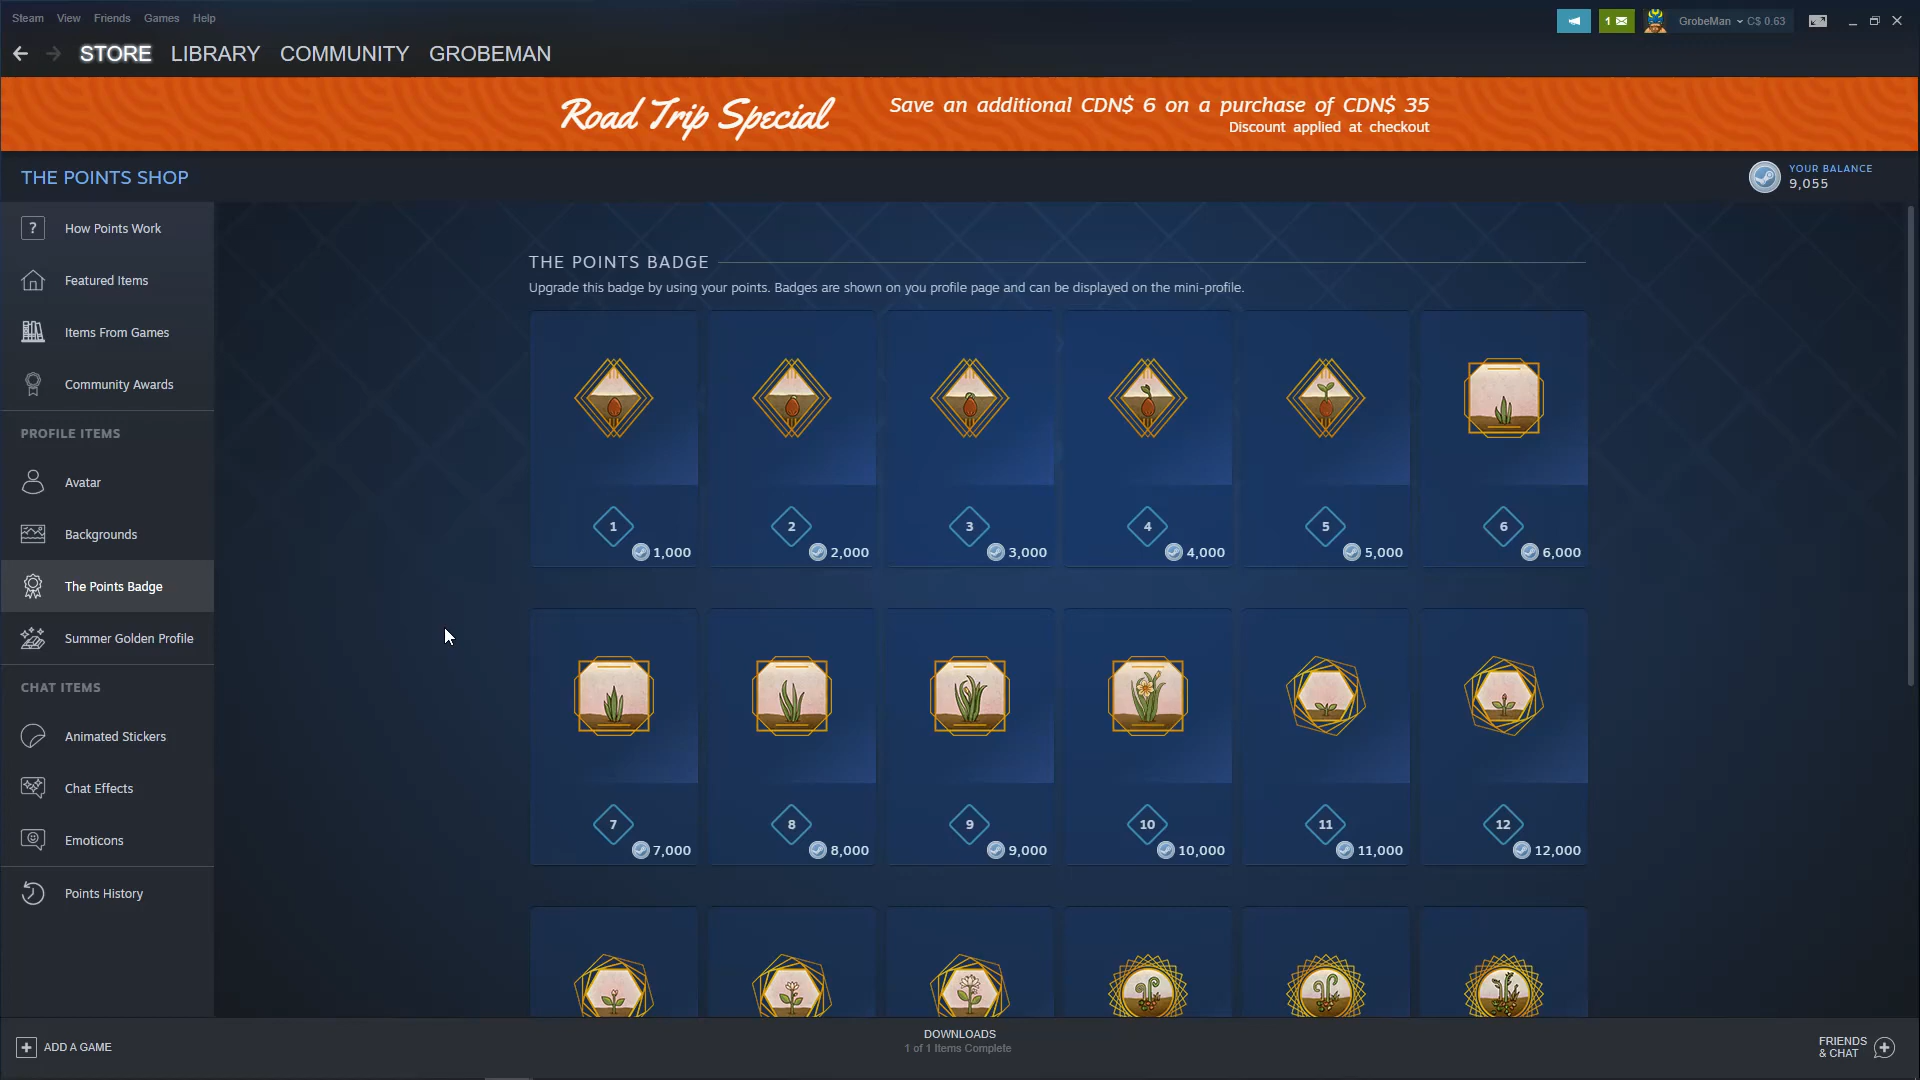 Steam View Friends Games Help
1 GrobeMan C$ 0.63
STORE LIBRARY COMMUNITY GROBEMAN
Road Trip Special
Save an additional CDN$ 6 on a purchase of CDN$ 35
Discount applied at checkout
THE POINTS SHOP
YOUR BALANCE
9,055
? How Points Work
Featured Items
Items From Games
Community Awards
PROFILE ITEMS
Avatar
Backgrounds
The Points Badge
Summer Golden Profile
CHAT ITEMS
Animated Stickers
Chat Effects
Emoticons
Points History
THE POINTS BADGE
Upgrade this badge by using your points. Badges are shown on you profile page and can be displayed on the mini-profile.
1 2 3 4 5 6
1,000 2,000 3,000 4,000 5,000 6,000
7 8 9 10 11 12
7,000 8,000 9,000 10,000 11,000 12,000
ADD A GAME
DOWNLOADS
1 of 1 Items Complete
FRIENDS
& CHAT